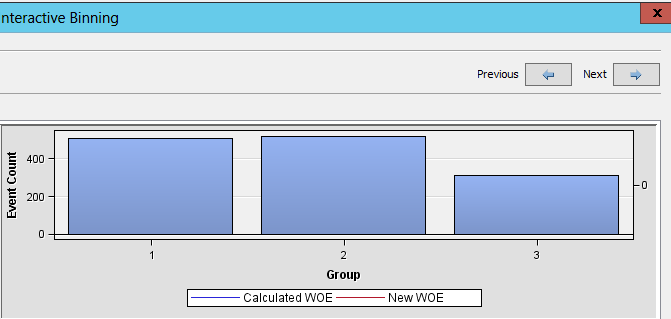 nteractive Binning
x
Previous Next
Event Count
400
200
0
0
1 2 3
Group
Calculated WOE New WOE